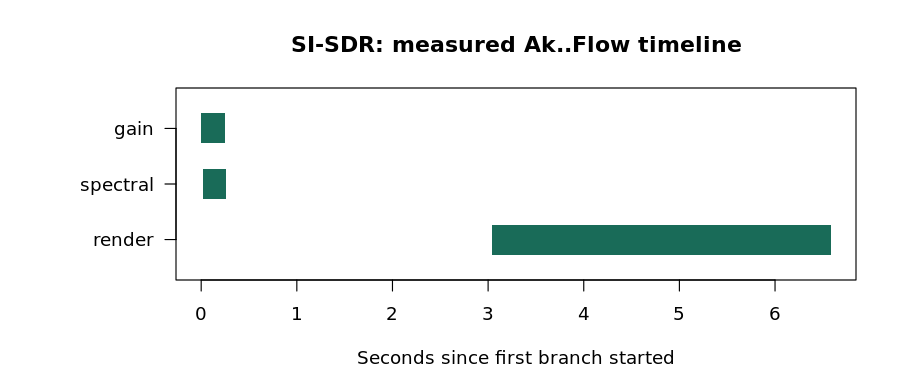 SI-SDR: measured Ak..Flow timeline
gain
spectral
render
0 1 2 3 4 5 6
Seconds since first branch started